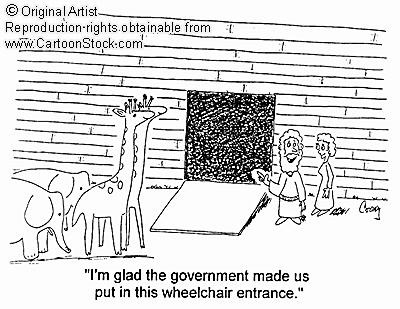 © Original Artist
Reproduction rights obtainable from
www.CartoonStock.com
"I'm glad the government made us
put in this wheelchair entrance."